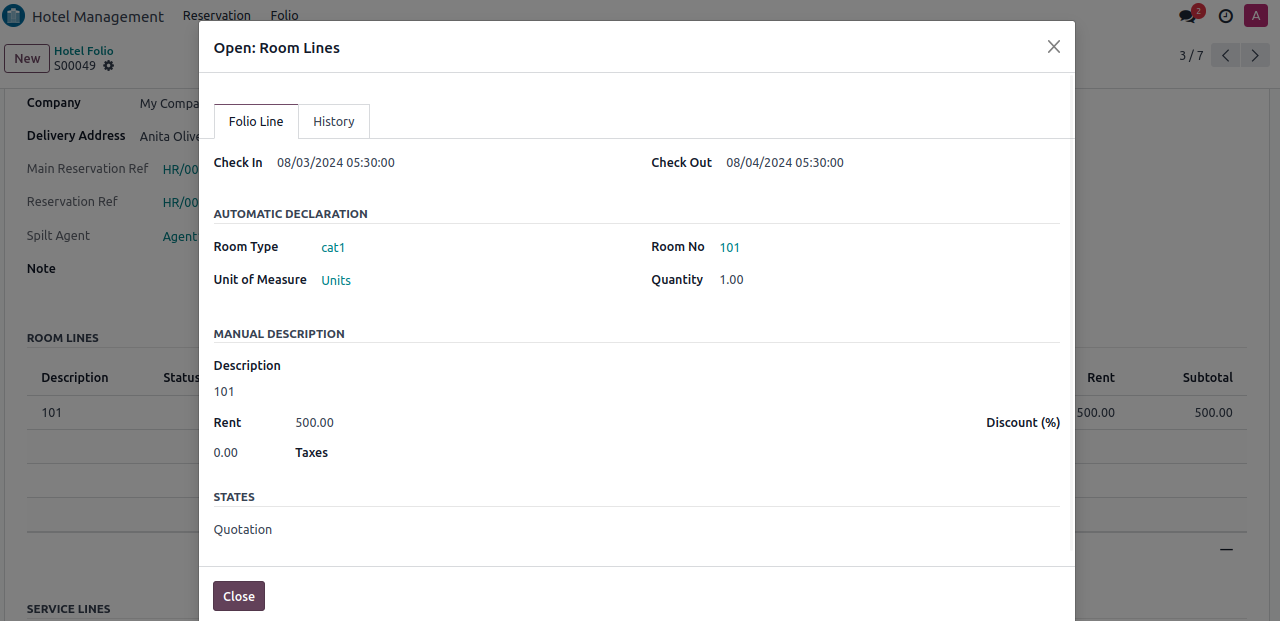 Hotel Management Reservation Folio 2 A
New Hotel Folio 3 / 7
S00049
Open: Room Lines
Company My Compa
Delivery Address Anita Olive
Main Reservation Ref HR/00
Reservation Ref HR/00
Spilt Agent Agent
Note
Folio Line History
Check In 08/03/2024 05:30:00 Check Out 08/04/2024 05:30:00
AUTOMATIC DECLARATION
Room Type cat1 Room No 101
Unit of Measure Units Quantity 1.00
MANUAL DESCRIPTION
Description
101
Rent 500.00 Discount (%)
0.00 Taxes
STATES
Quotation
Close
ROOM LINES
Description Status Rent Subtotal
101 500.00 500.00
SERVICE LINES